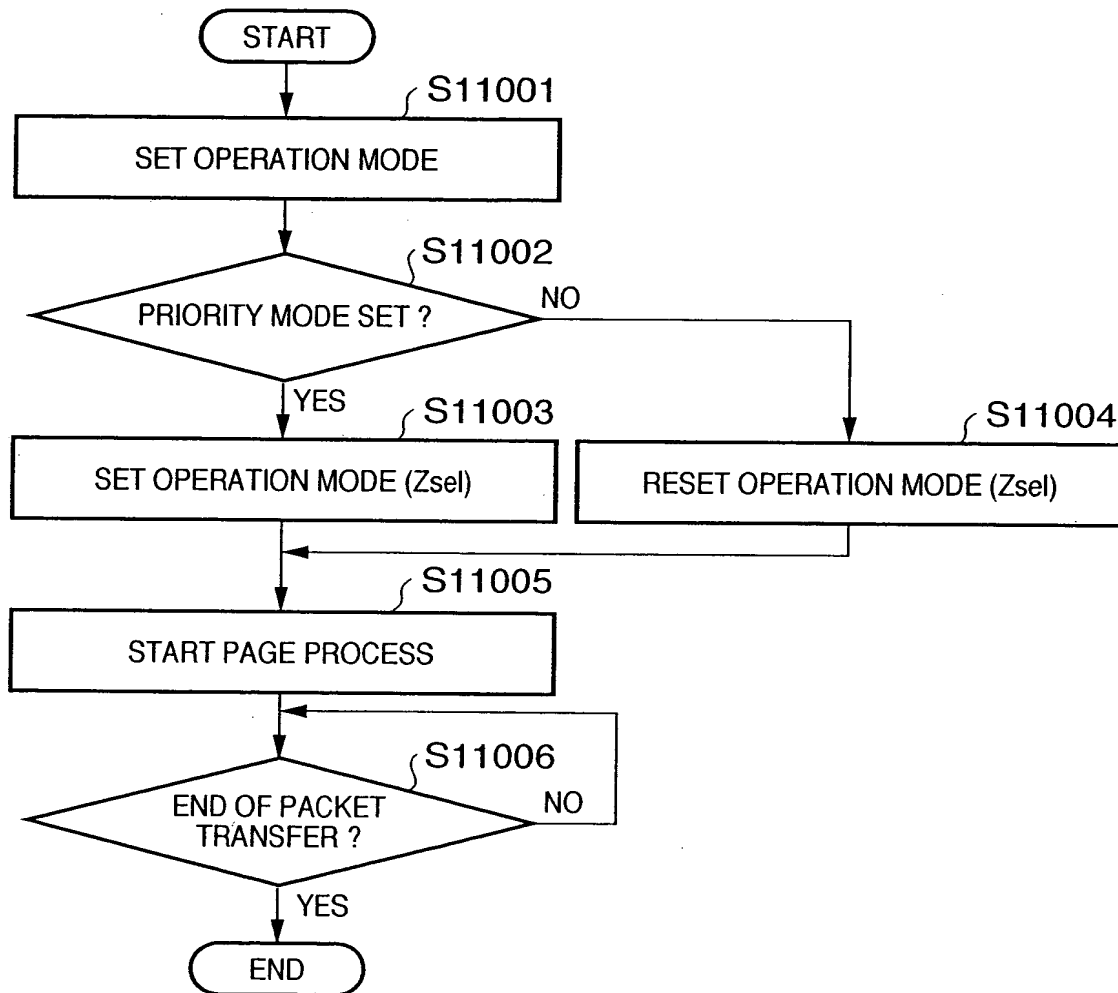 START
S11001
SET OPERATION MODE
S11002
PRIORITY MODE SET ?
NO
YES
S11003
SET OPERATION MODE (Zsel)
S11004
RESET OPERATION MODE (Zsel)
S11005
START PAGE PROCESS
S11006
END OF PACKET
TRANSFER ?
NO
YES
END